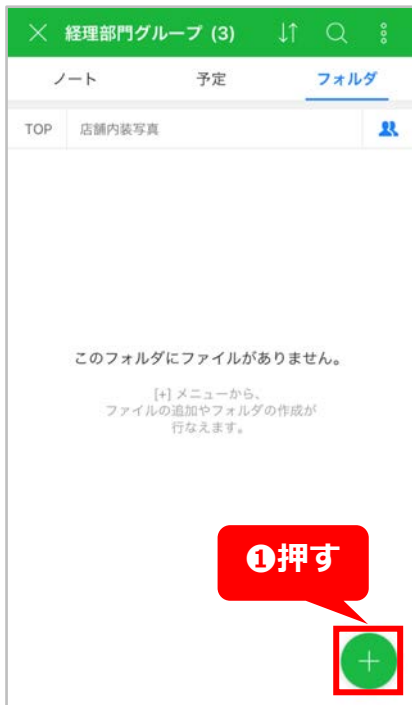 経理部門グループ (3)
ノート 予定 フォルダ
TOP 店舗内装写真
このフォルダにファイルがありません。
[+] メニューから、
ファイルの追加やフォルダの作成が
行なえます。
❶押す